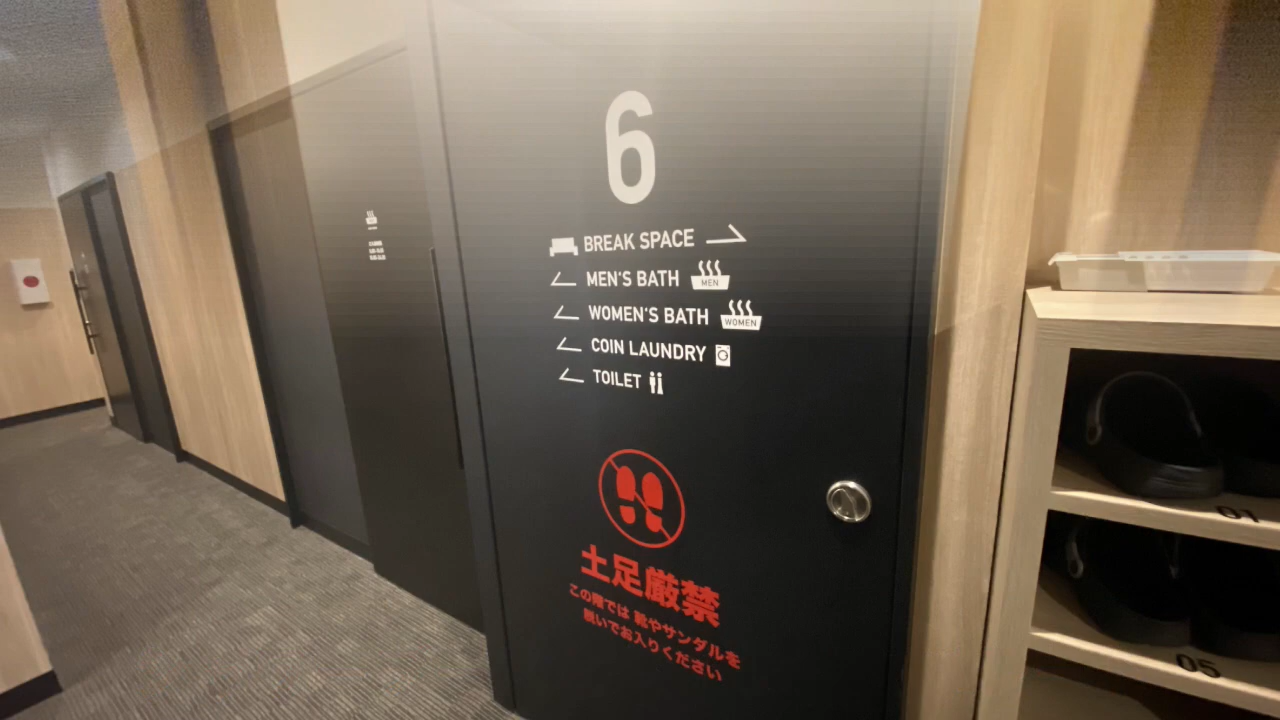 6
BREAK SPACE
MEN'S BATH MEN
WOMEN'S BATH WOMEN
COIN LAUNDRY
TOILET
土足厳禁
この階では 靴やサンダルを
脱いでお入りください
01
05